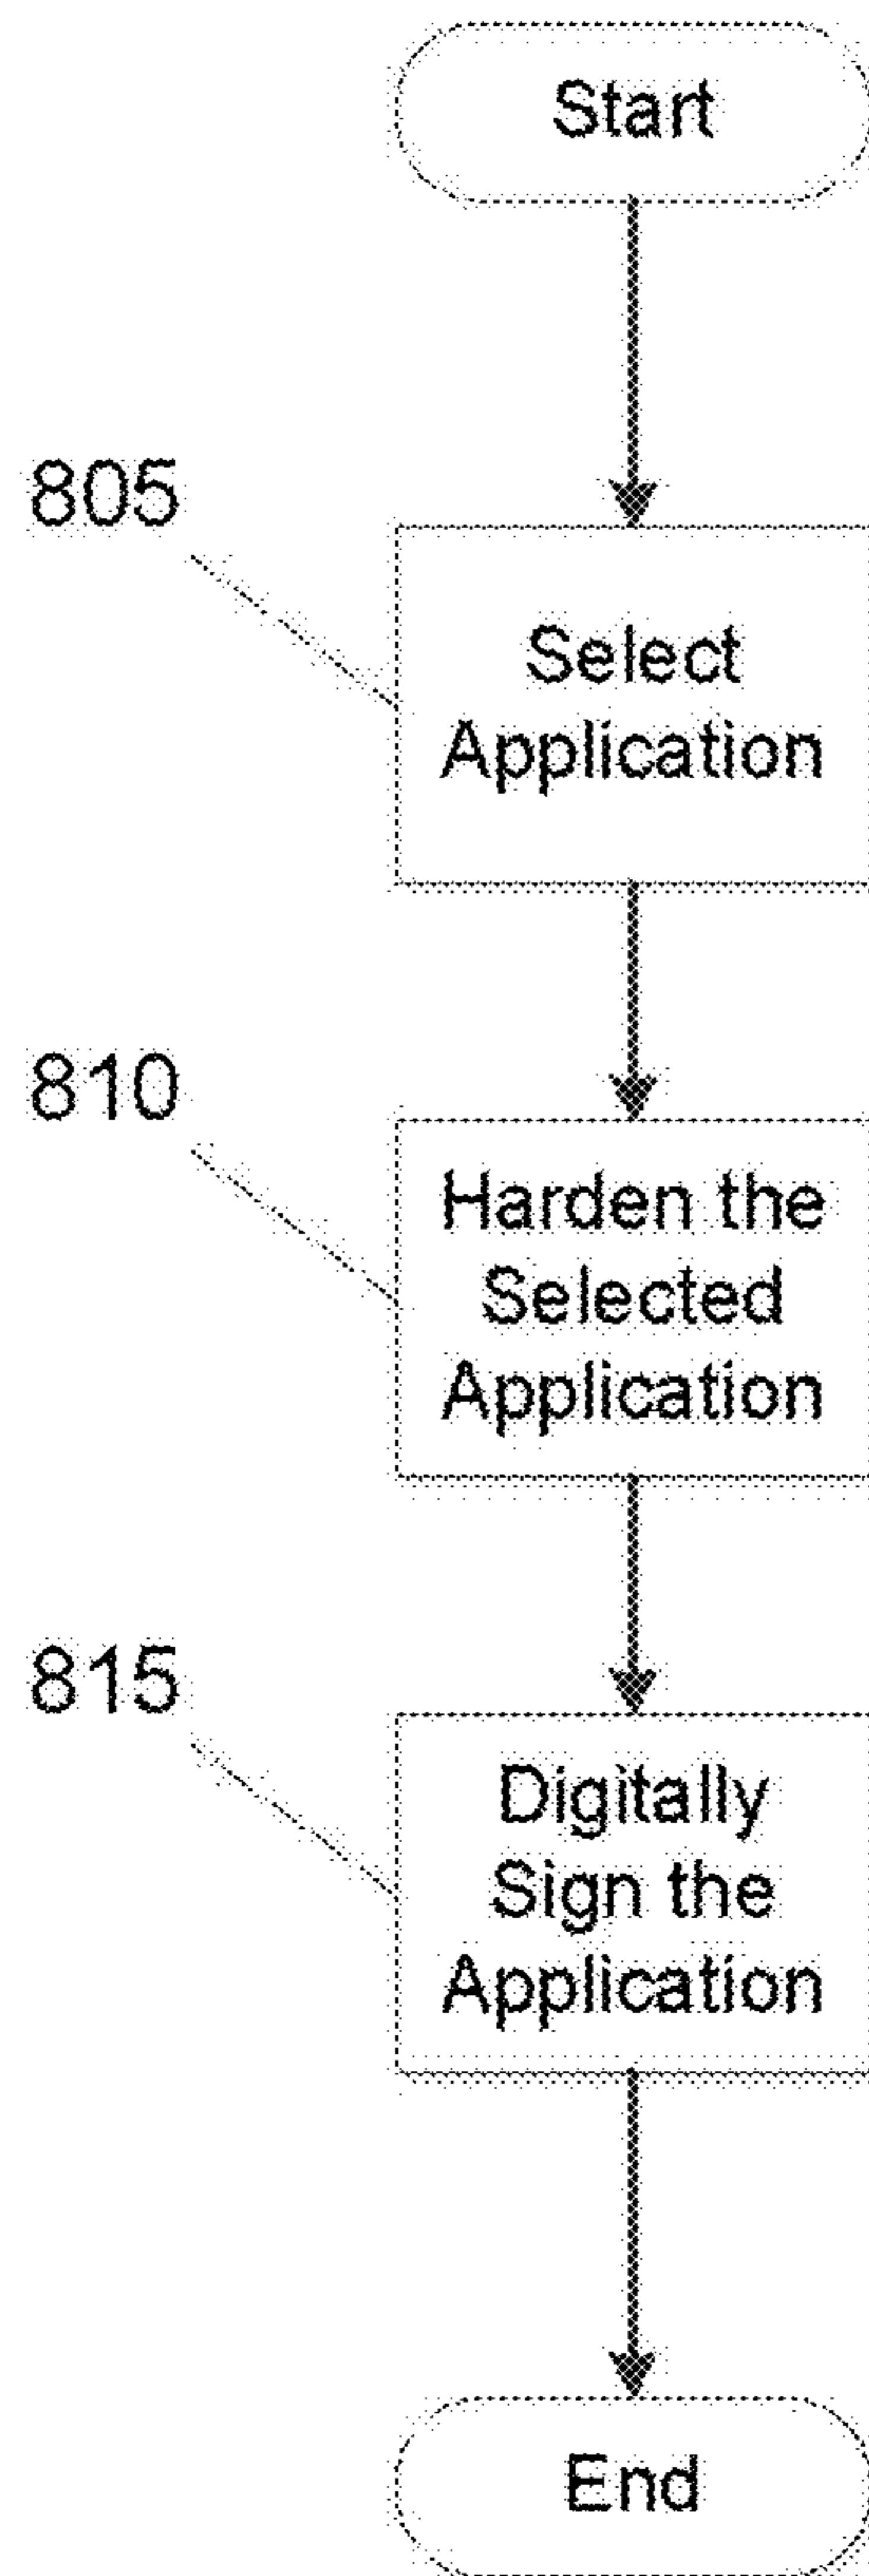 Start
805
Select
Application
810
Harden the
Selected
Application
815
Digitally
Sign the
Application
End